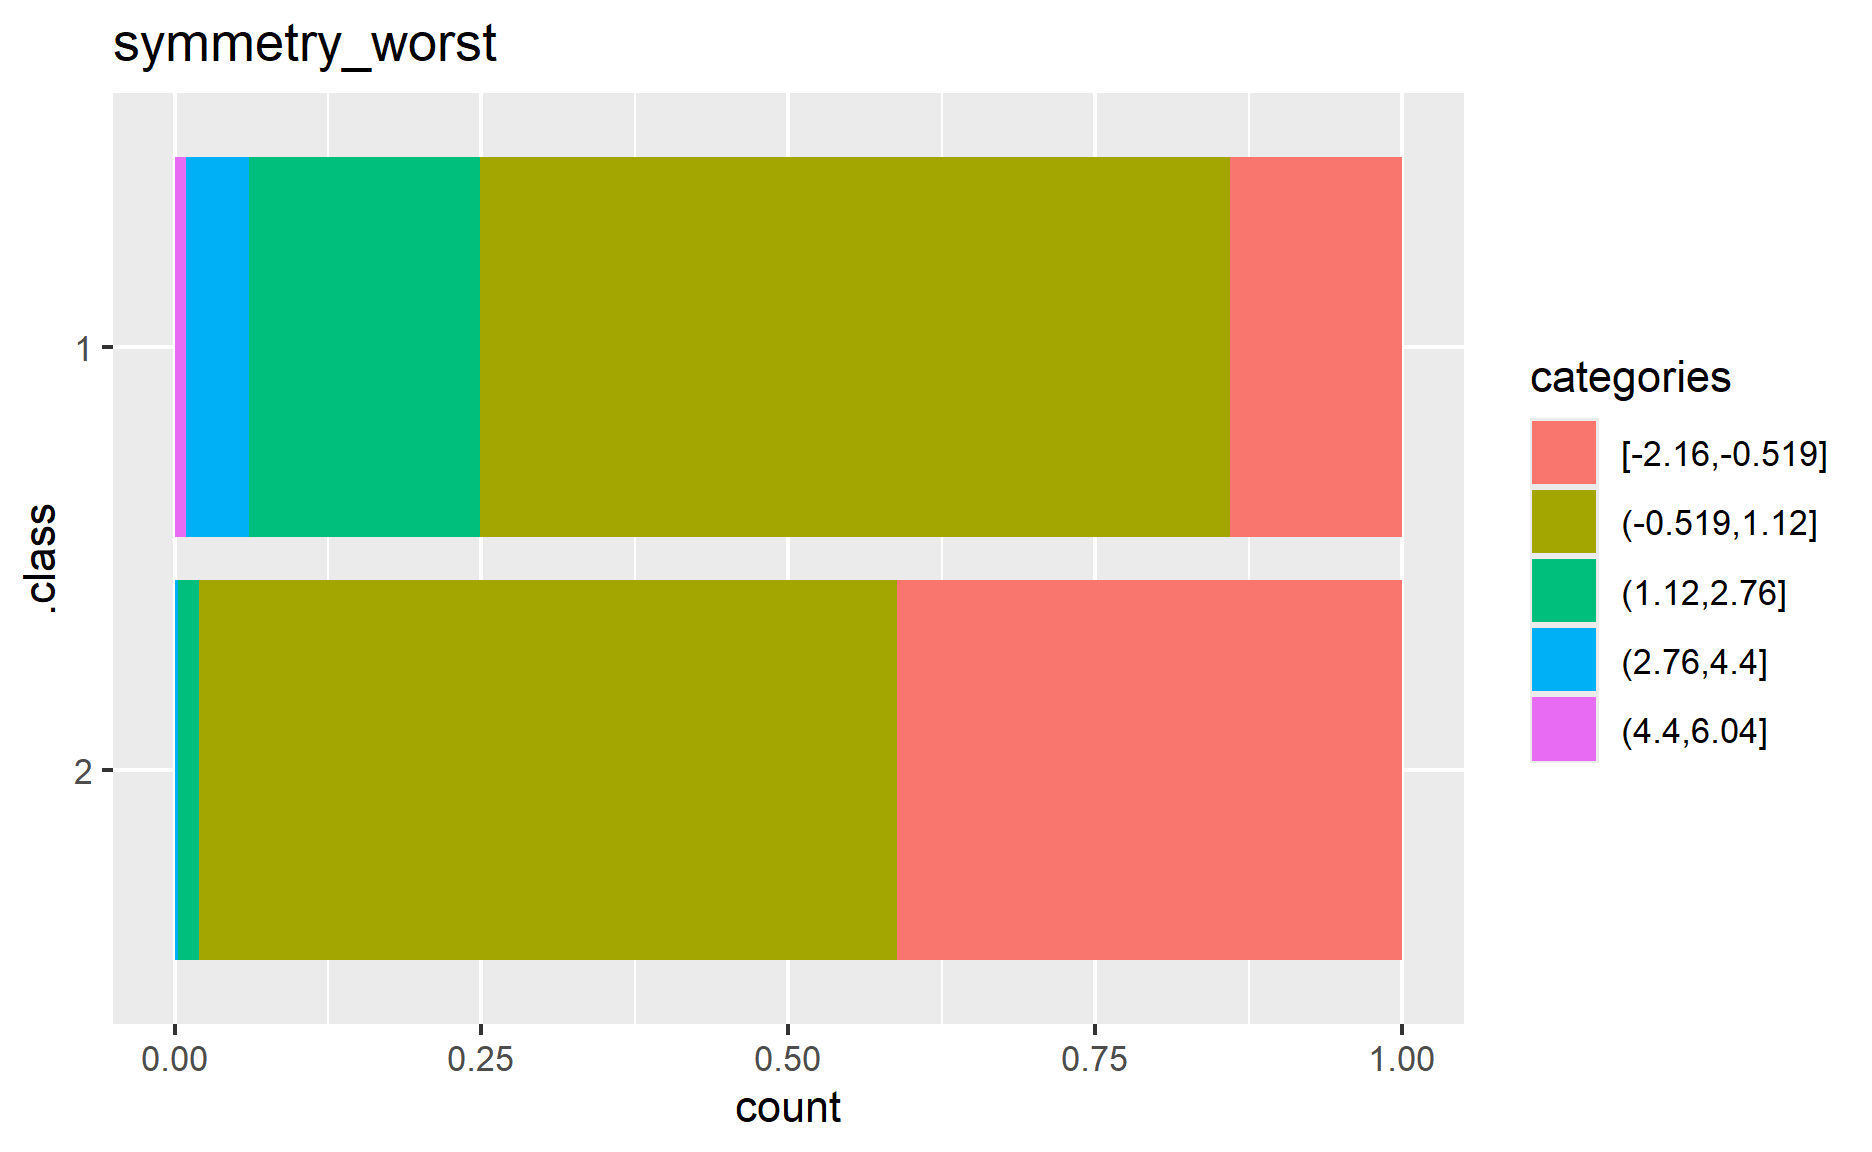 symmetry_worst
.class
1
2
0.00 0.25 0.50 0.75 1.00
count
categories
[-2.16,-0.519]
(-0.519,1.12]
(1.12,2.76]
(2.76,4.4]
(4.4,6.04]